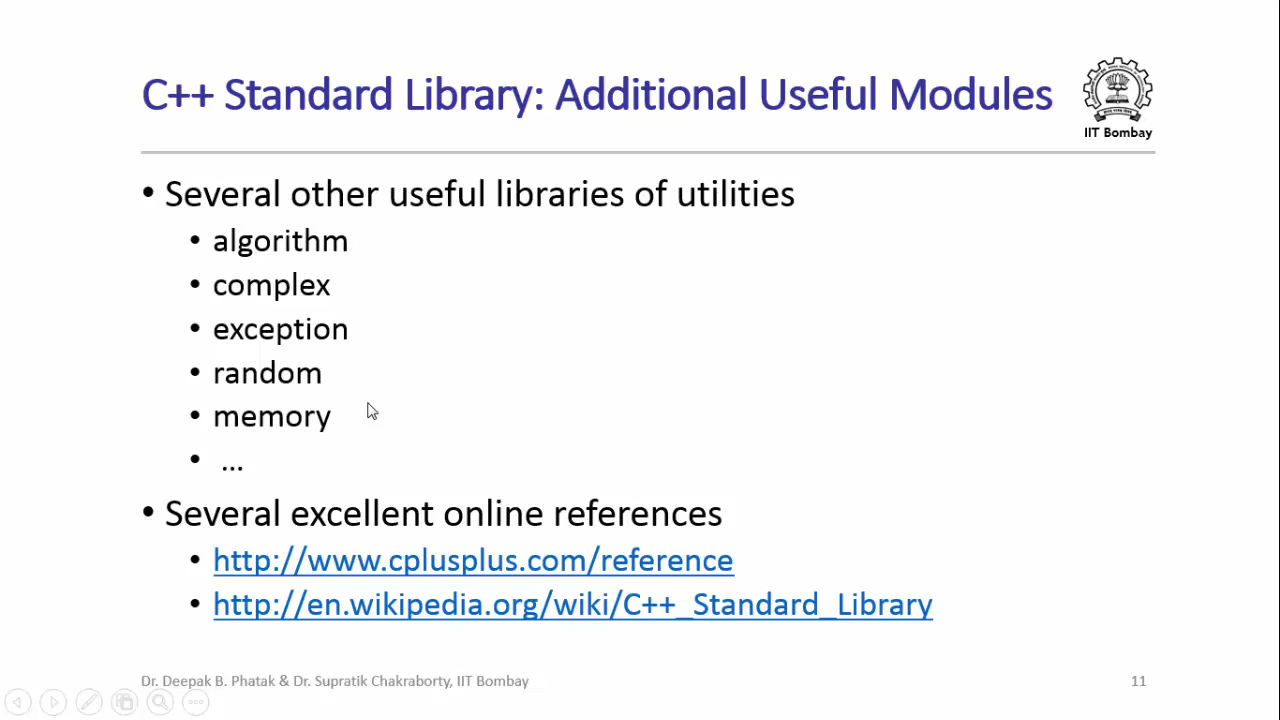 C++ Standard Library: Additional Useful Modules
IIT Bombay
• Several other useful libraries of utilities
• algorithm
• complex
• exception
• random
• memory
• ...
• Several excellent online references
• http://www.cplusplus.com/reference
• http://en.wikipedia.org/wiki/C++_Standard_Library
Dr. Deepak B. Phatak & Dr. Supratik Chakraborty, IIT Bombay
11